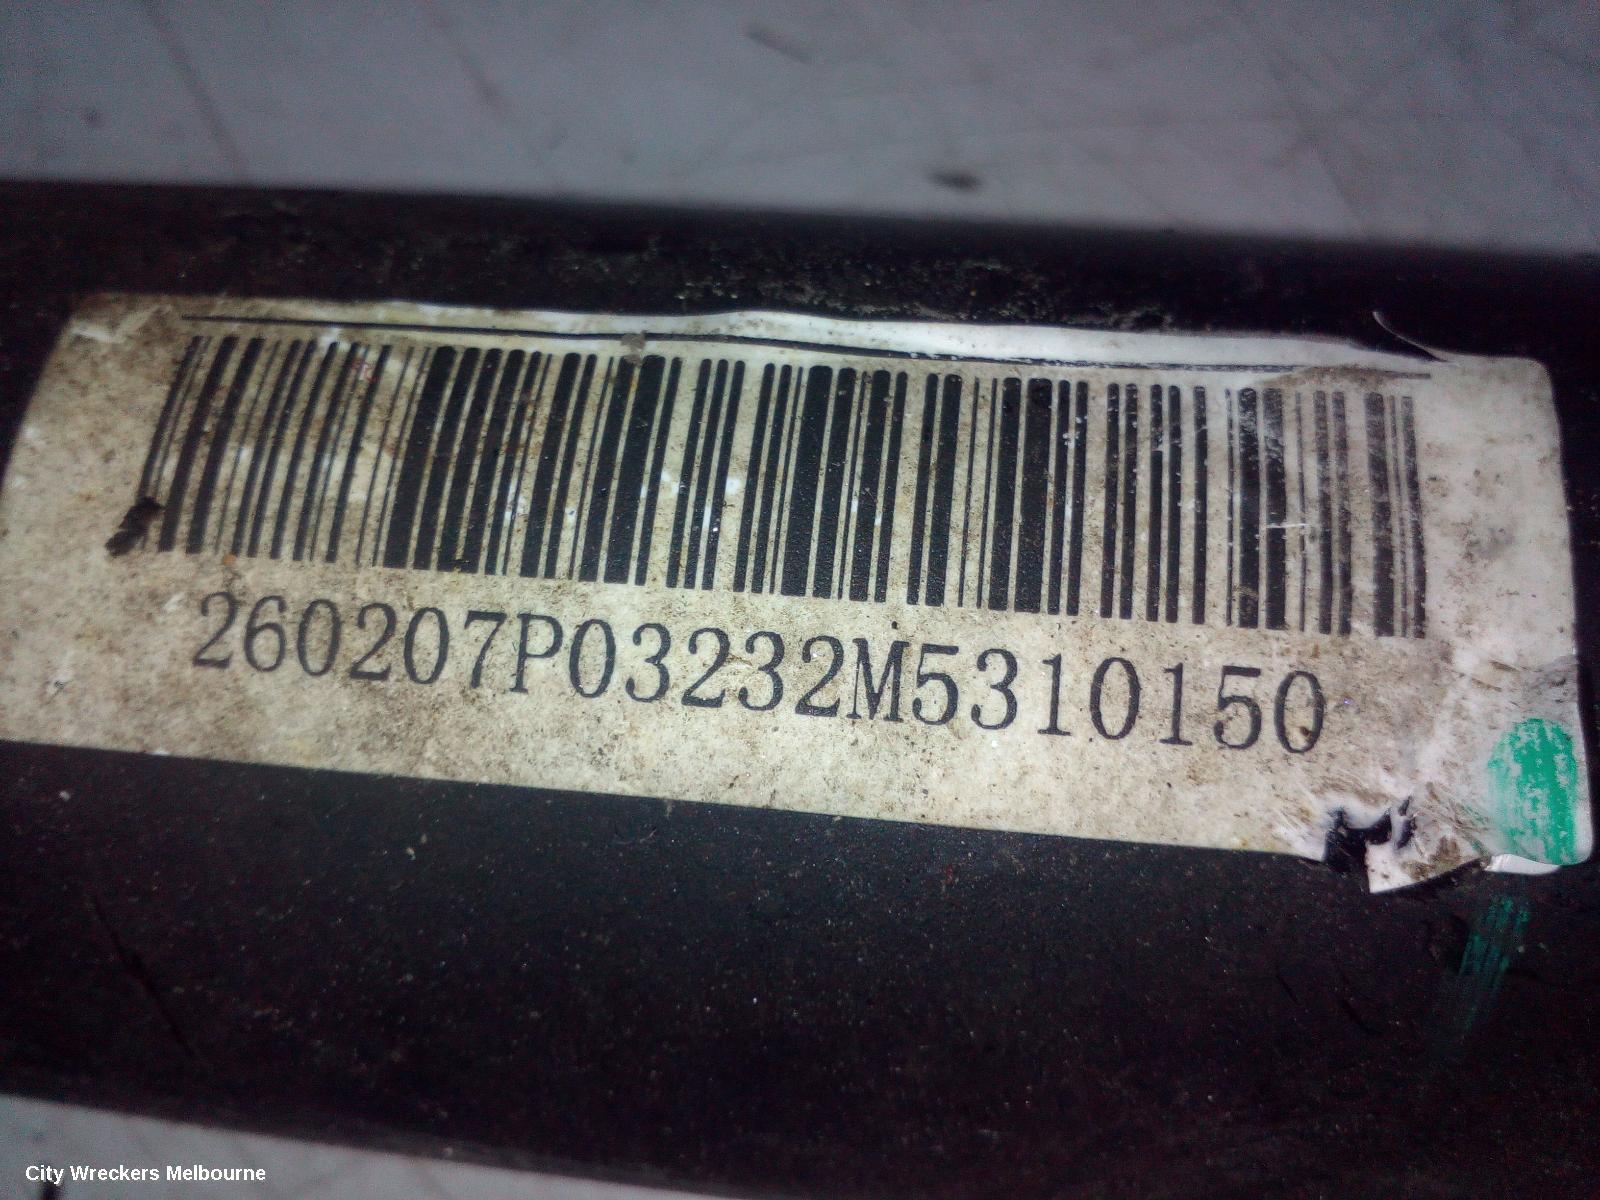 260207P03232M5310150
City Wreckers Melbourne